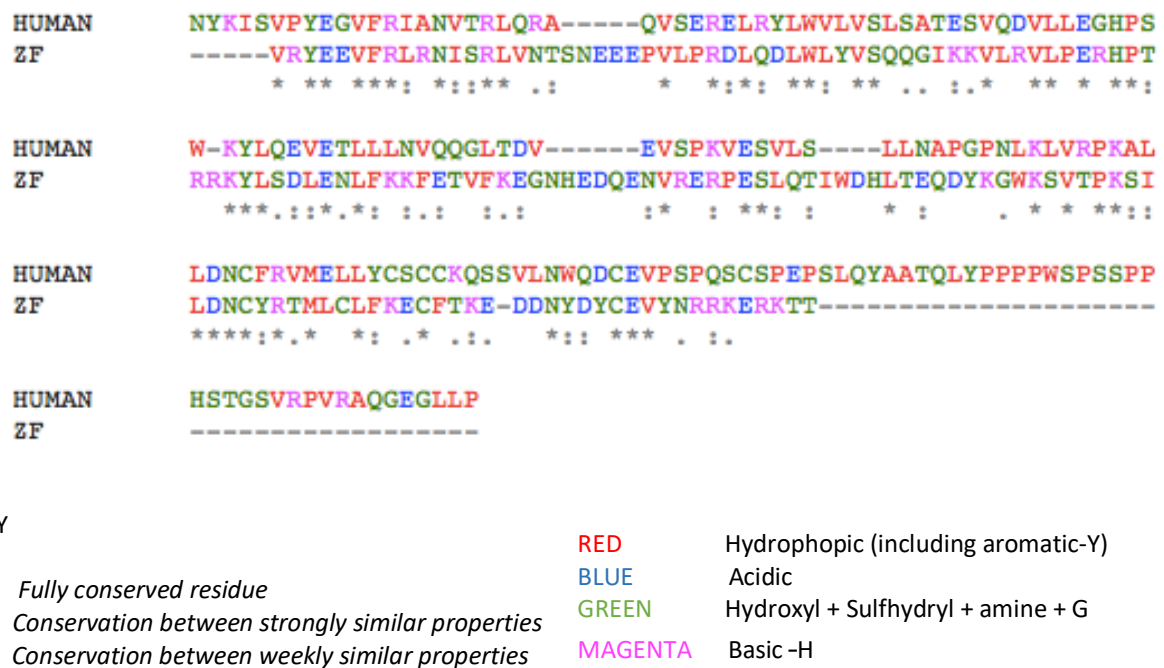 HUMAN NYKISVPYEGVFRIANVTRLQRA-----QVSERELRYLWVLVSLSATESVQDVLLEGHPS
ZF -----VRYEEVFRLRNISRLVNTSNEEEPVLPRDLQDLWLYVSQQGIKKVLRVLPERHPT
* ** ***: *::** .: * *:*: **: ** .. :.* ** * **:
HUMAN W-KYLQEVETLLLNVQQGLTDV------EVSPKVESVLS----LLNAPGPNLKLVRPKAL
ZF RRKYLSDLENLFKKFETVFKEGNHEDQENVRERPESLQTIWDHLTEQDYKGWKSVTPKSI
***.::*.*: :.: :.: :* : **: : * : . * * **::
HUMAN LDNCFRVMELLYCSCCKQSSVLNWQDCEVPSPQSCSPEPSLQYAATQLYPPPPWSPSSPP
ZF LDNCYRTMLCLFKECFTKE-DDNYDYCEVYNRRKERKTT---------------------
****:*.* *: .* .:. *:: *** . :.
HUMAN HSTGSVRPVRAQGEGLLP
ZF ------------------
Y
RED Hydrophopic (including aromatic-Y)
BLUE Acidic
Fully conserved residue
GREEN Hydroxyl + Sulfhydryl + amine + G
Conservation between strongly similar properties
MAGENTA Basic -H
Conservation between weekly similar properties